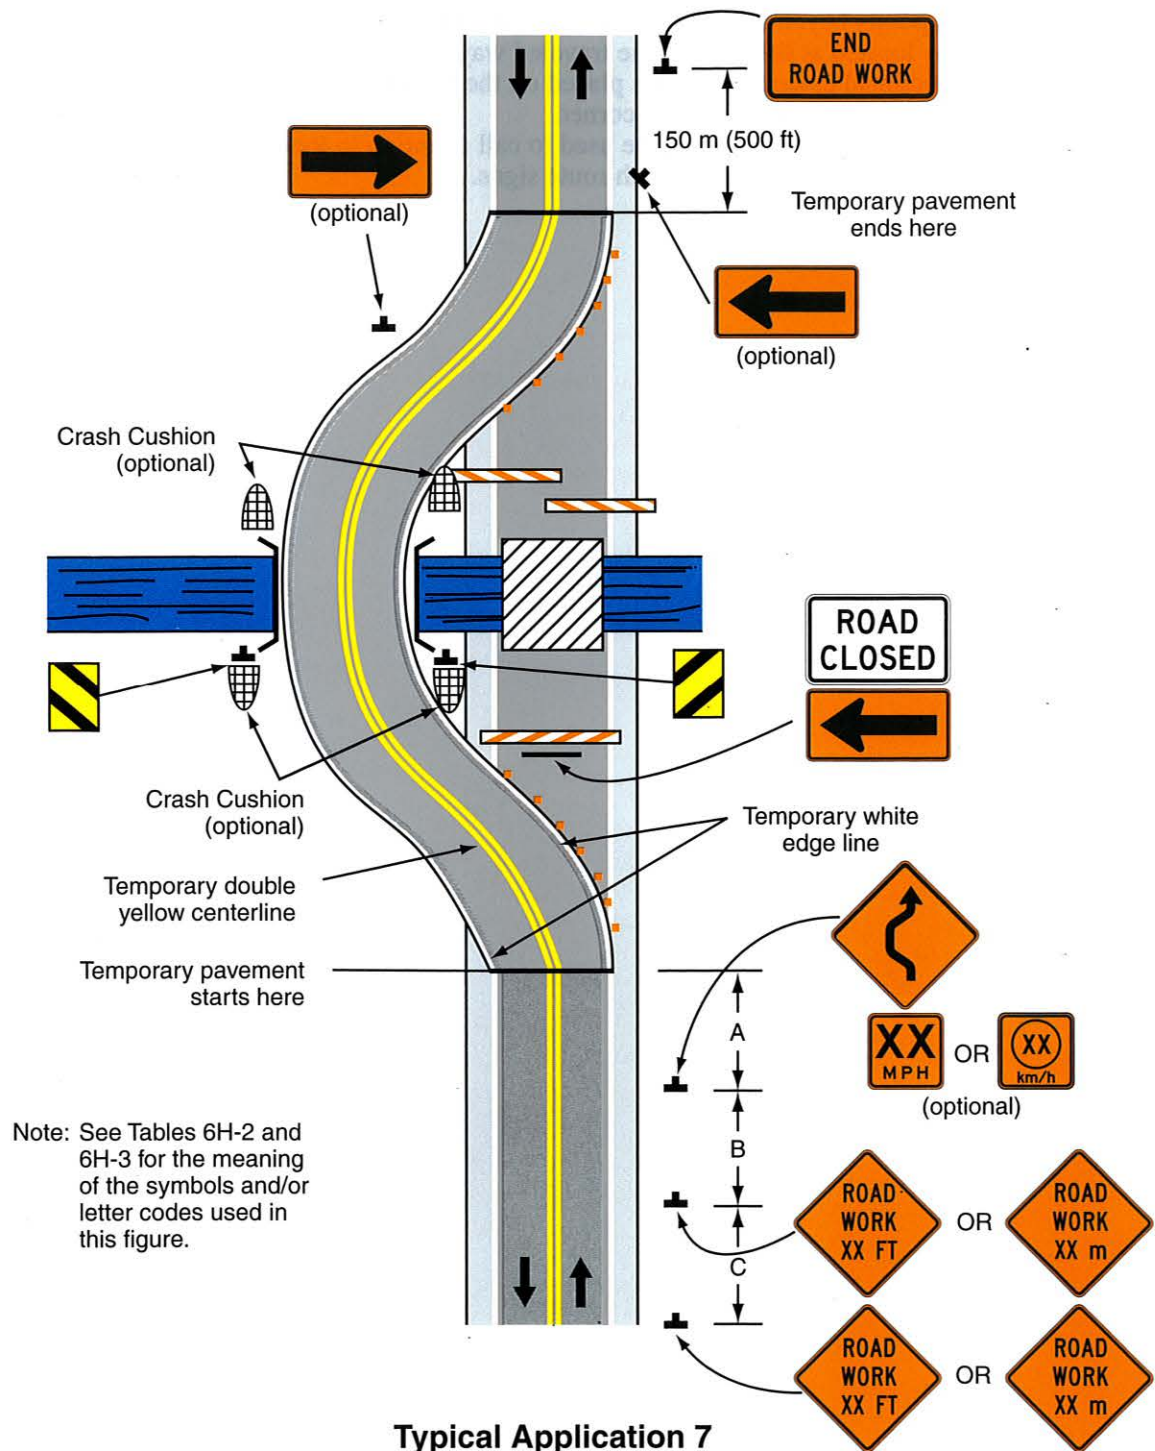 END
ROAD WORK
150 m (500 ft)
(optional)
Temporary pavement
ends here
(optional)
Crash Cushion
(optional)
ROAD
CLOSED
Crash Cushion
(optional)
Temporary white
edge line
Temporary double
yellow centerline
Temporary pavement
starts here
A
XX
MPH
OR
XX
km/h
(optional)
B
Note: See Tables 6H-2 and
6H-3 for the meaning
of the symbols and/or
letter codes used in
this figure.
ROAD
WORK
XX FT
OR
ROAD
WORK
XX m
C
ROAD
WORK
XX FT
OR
ROAD
WORK
XX m
Typical Application 7